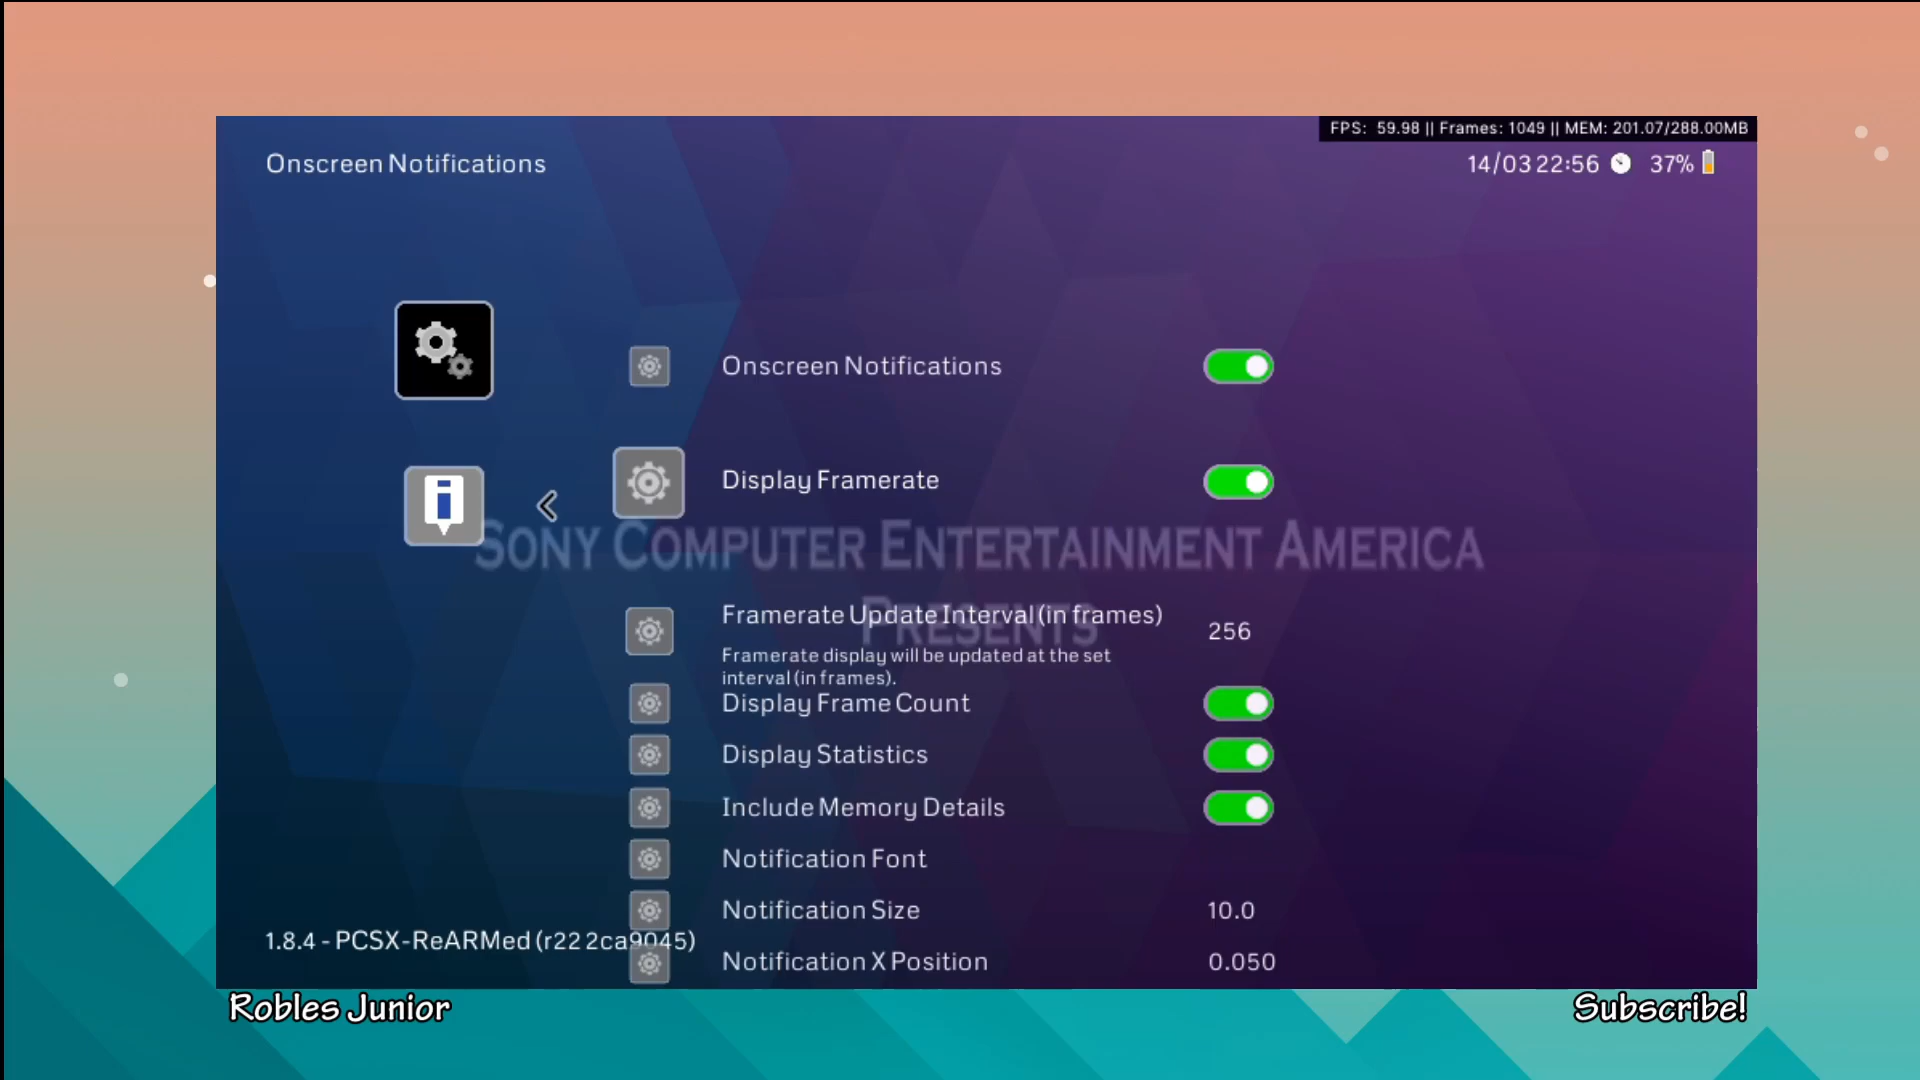 FPS: 59.98 || Frames: 1049 || MEM: 201.07/288.00MB
Onscreen Notifications
14/03 22:56 37%
Onscreen Notifications
Display Framerate
SONY COMPUTER ENTERTAINMENT AMERICA
PRESENTS
Framerate Update Interval (in frames)
256
Framerate display will be updated at the set
interval (in frames).
Display Frame Count
Display Statistics
Include Memory Details
Notification Font
Notification Size 10.0
1.8.4 - PCSX-ReARMed (r22 2ca9045)
Notification X Position 0.050
Robles Junior
Subscribe!